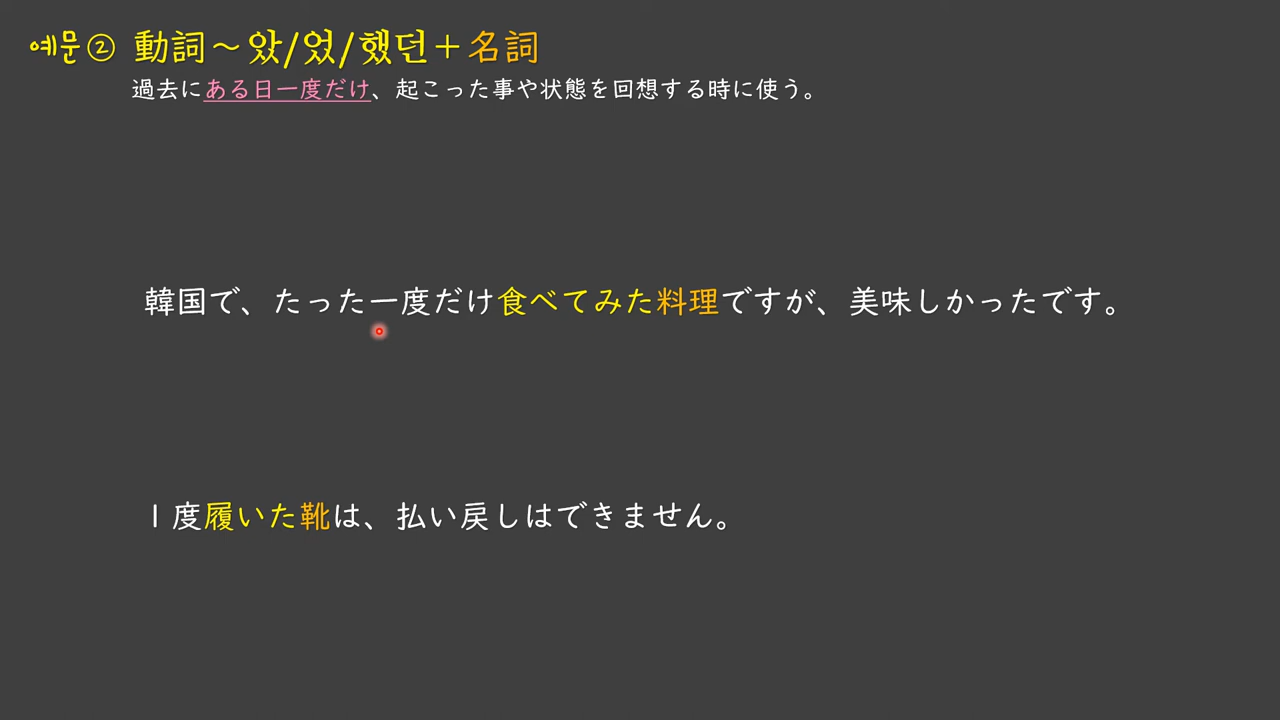 예문② 動詞～았/었/했던＋名詞
過去にある日一度だけ、起こった事や状態を回想する時に使う。
韓国で、たった一度だけ食べてみた料理ですが、美味しかったです。
1度履いた靴は、払い戻しはできません。